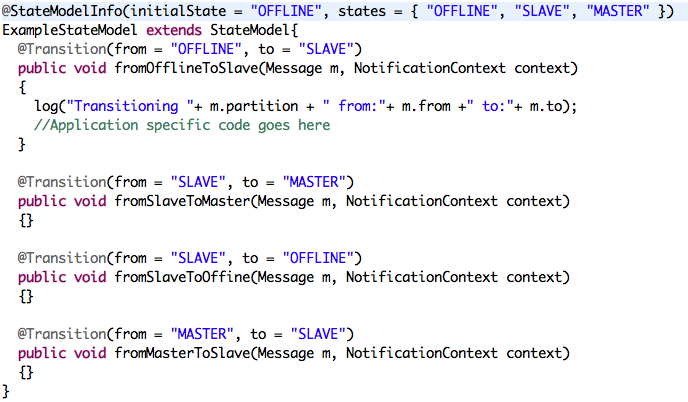 @StateModelInfo(initialState = "OFFLINE", states = { "OFFLINE", "SLAVE", "MASTER" })
ExampleStateModel extends StateModel{
@Transition(from = "OFFLINE", to = "SLAVE")
public void fromOfflineToSlave(Message m, NotificationContext context)
{
log("Transitioning "+ m.partition + " from:"+ m.from +" to:"+ m.to);
//Application specific code goes here
}
@Transition(from = "SLAVE", to = "MASTER")
public void fromSlaveToMaster(Message m, NotificationContext context)
{}
@Transition(from = "SLAVE", to = "OFFLINE")
public void fromSlaveToOffine(Message m, NotificationContext context)
{}
@Transition(from = "MASTER", to = "SLAVE")
public void fromMasterToSlave(Message m, NotificationContext context)
{}
}